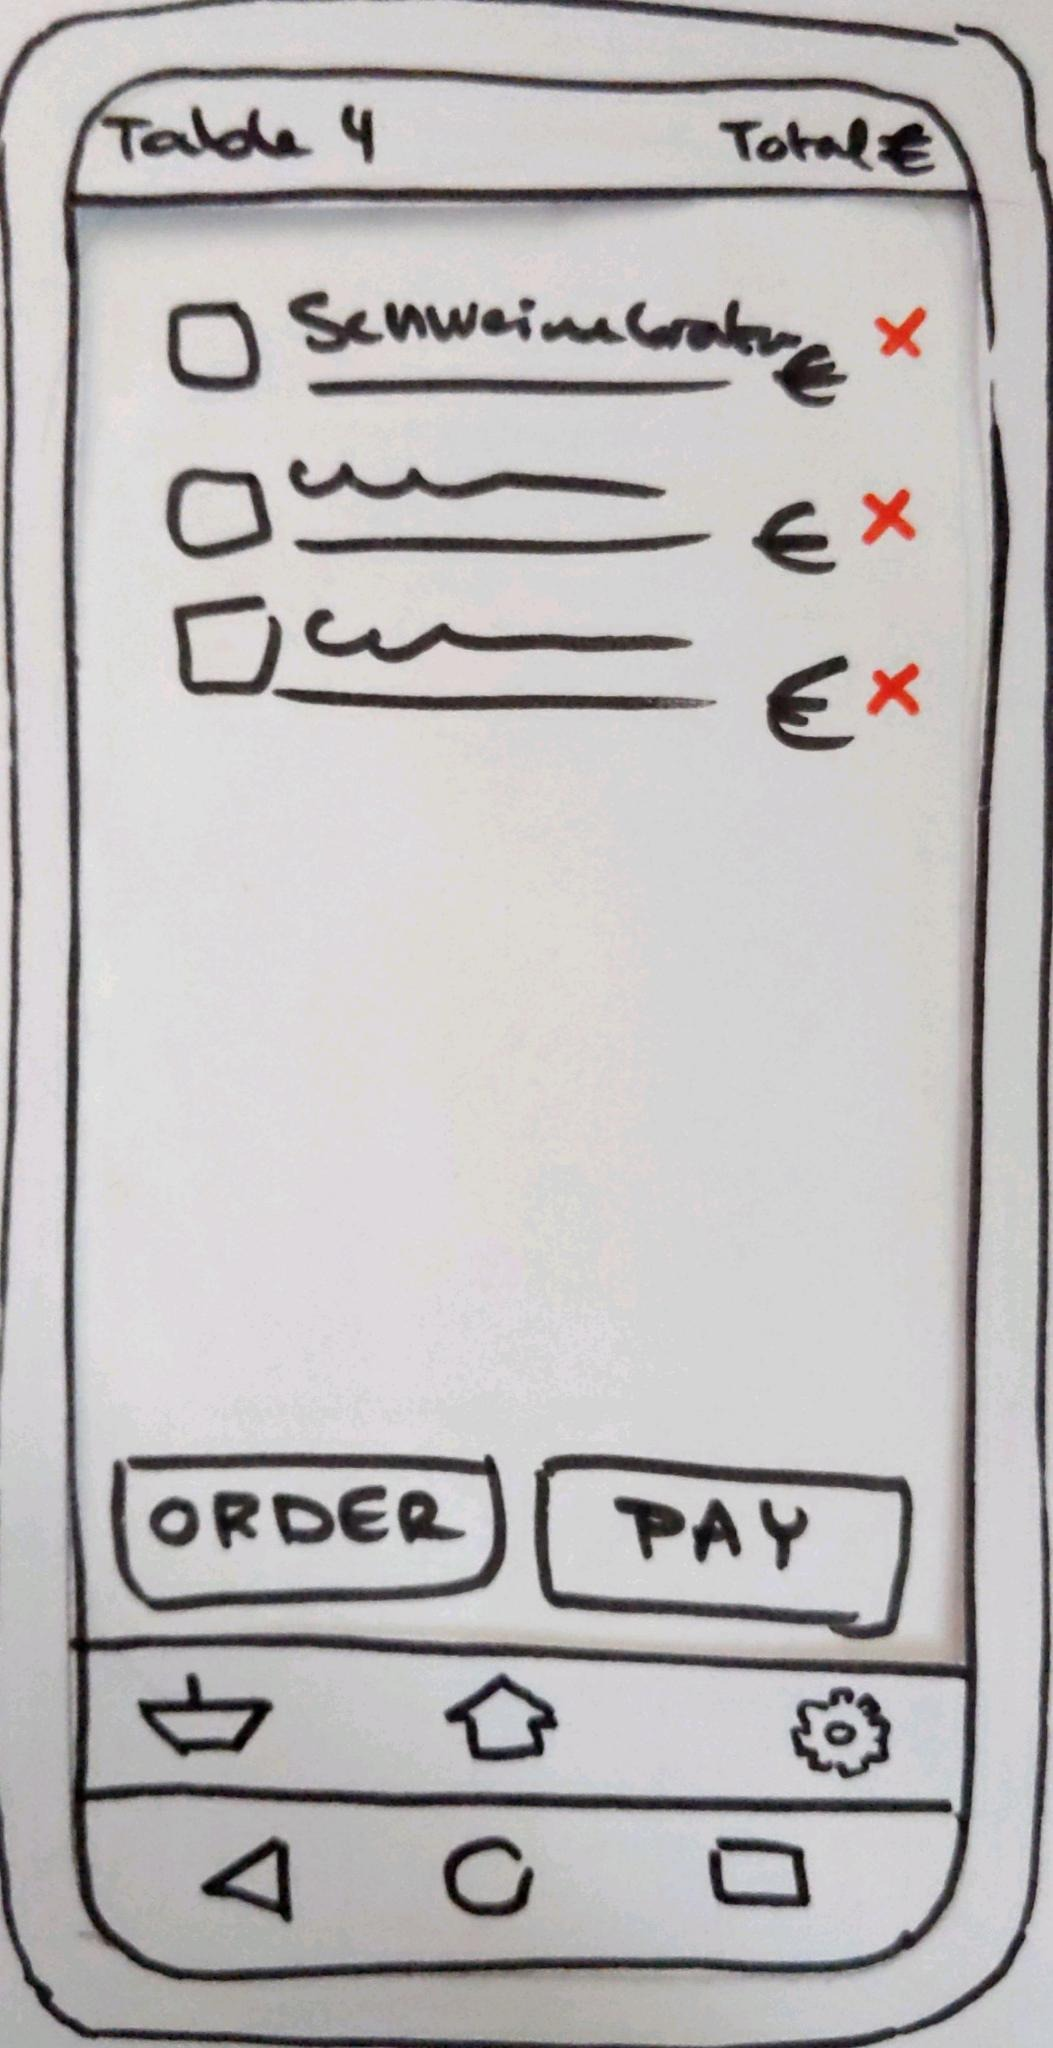 Table 4 Total €
Schweinebraten €
€
€
ORDER PAY